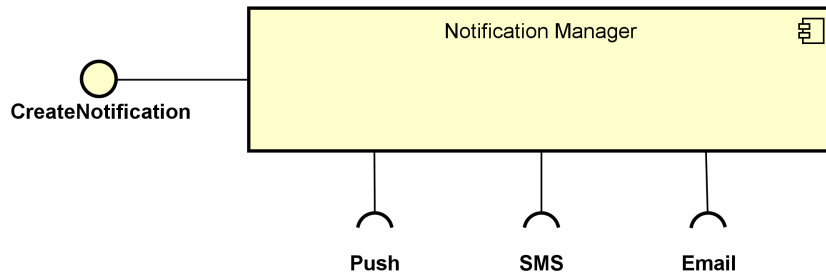 Notification Manager
CreateNotification
Push
SMS
Email